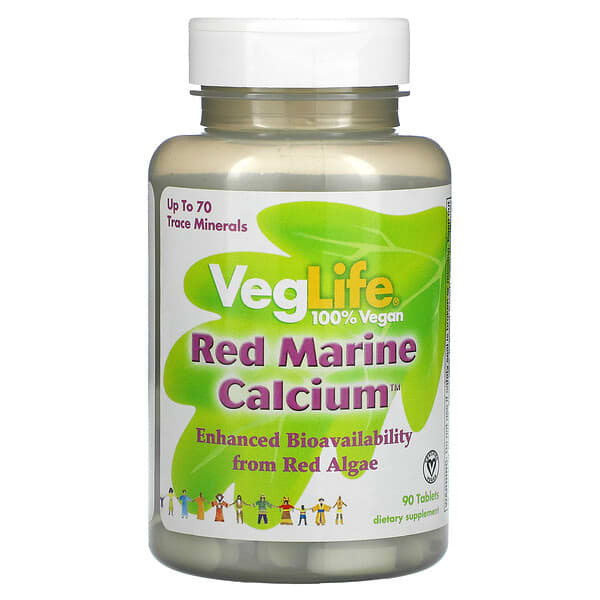 Up To 70
Trace Minerals
VegLife®
100% Vegan
Red Marine
Calcium™
Enhanced Bioavailability
from Red Algae
90 Tablets
dietary supplement